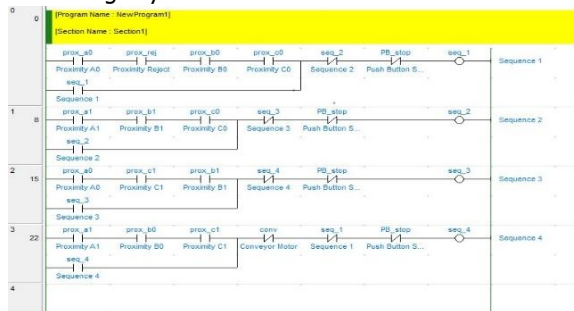 0 0 [Program Name : NewProgram1]
[Section Name : Section1]
prox_a0 prox_rej prox_b0 prox_c0 seq_2 PB_stop seq_1
Proximity A0 Proximity Reject Proximity B0 Proximity C0 Sequence 2 Push Button S... Sequence 1
seq_1
Sequence 1
1 8 prox_a1 prox_b1 prox_c0 seq_3 PB_stop seq_2
Proximity A1 Proximity B1 Proximity C0 Sequence 3 Push Button S... Sequence 2
seq_2
Sequence 2
2 15 prox_a0 prox_c1 prox_b1 seq_4 PB_stop seq_3
Proximity A0 Proximity C1 Proximity B1 Sequence 4 Push Button S... Sequence 3
seq_3
Sequence 3
3 22 prox_a1 prox_b0 prox_c1 conv seq_1 PB_stop seq_4
Proximity A1 Proximity B0 Proximity C1 Conveyor Motor Sequence 1 Push Button S... Sequence 4
seq_4
Sequence 4
4